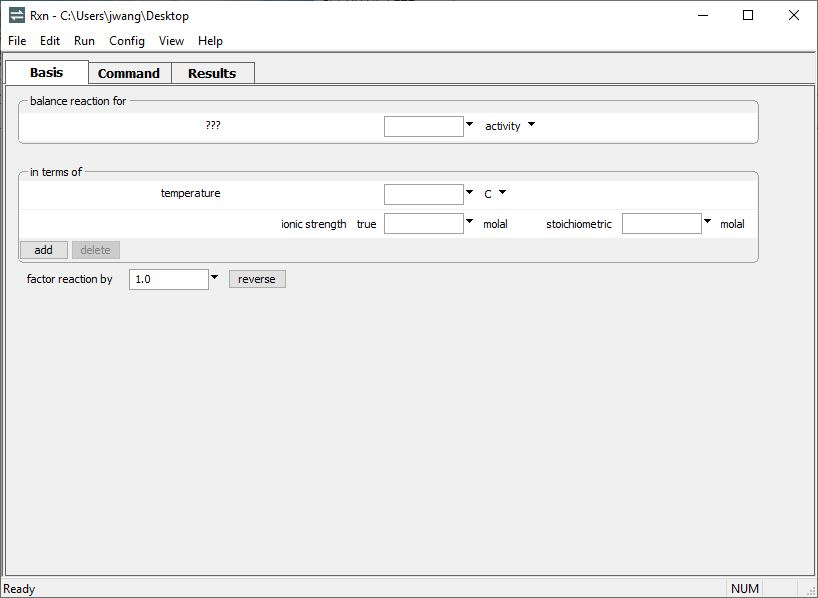 Rxn - C:\Users\jwang\Desktop
File Edit Run Config View Help
Basis Command Results
balance reaction for
??? activity
in terms of
temperature C
ionic strength true molal stoichiometric molal
add delete
factor reaction by 1.0 reverse
Ready NUM